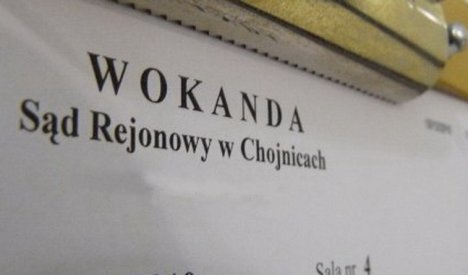 WOKANDA
Sąd Rejonowy w Chojnicach
Sala nr 4